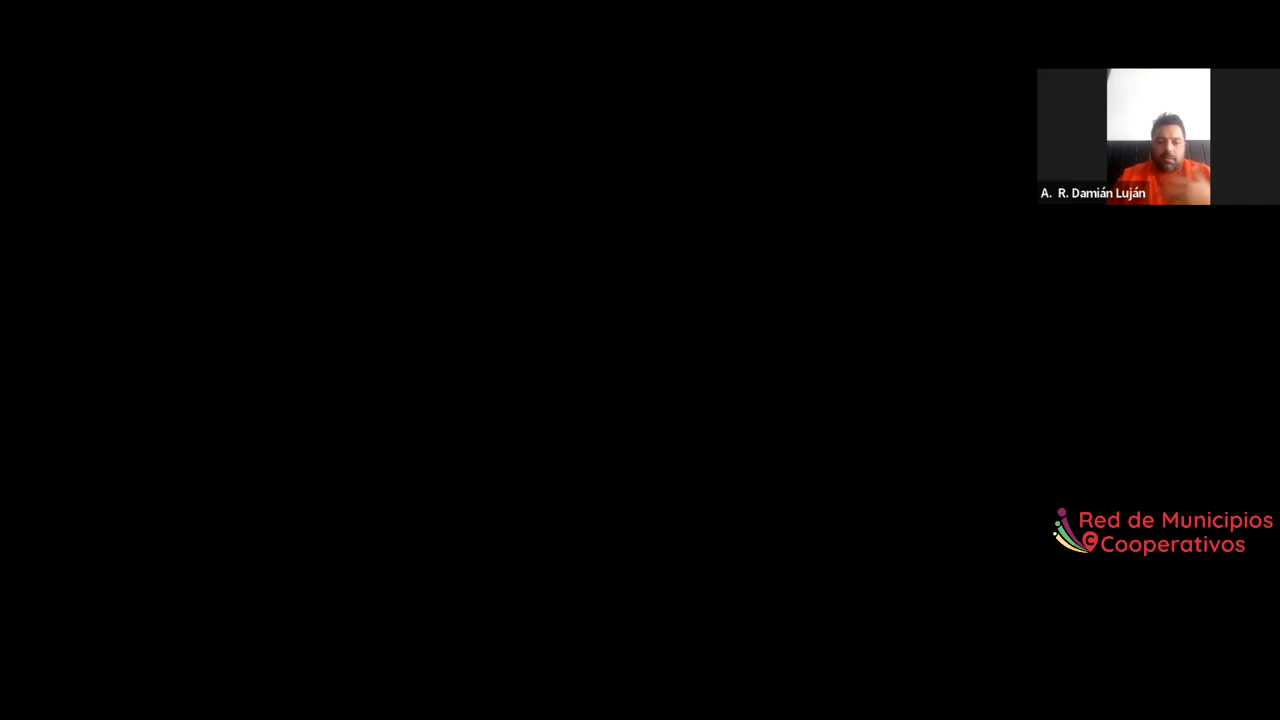 A. R. Damián Luján
Red de Municipios
Cooperativos